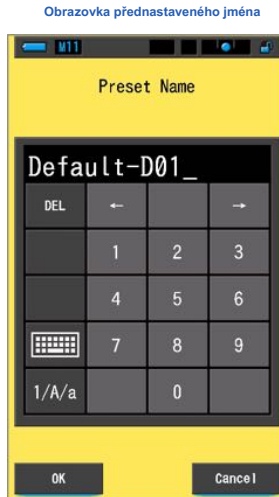 Obrazovka přednastaveného jména
M11
Preset Name
Default-D01_
DEL ← →
1 2 3
4 5 6
7 8 9
1/A/a 0
OK Cancel